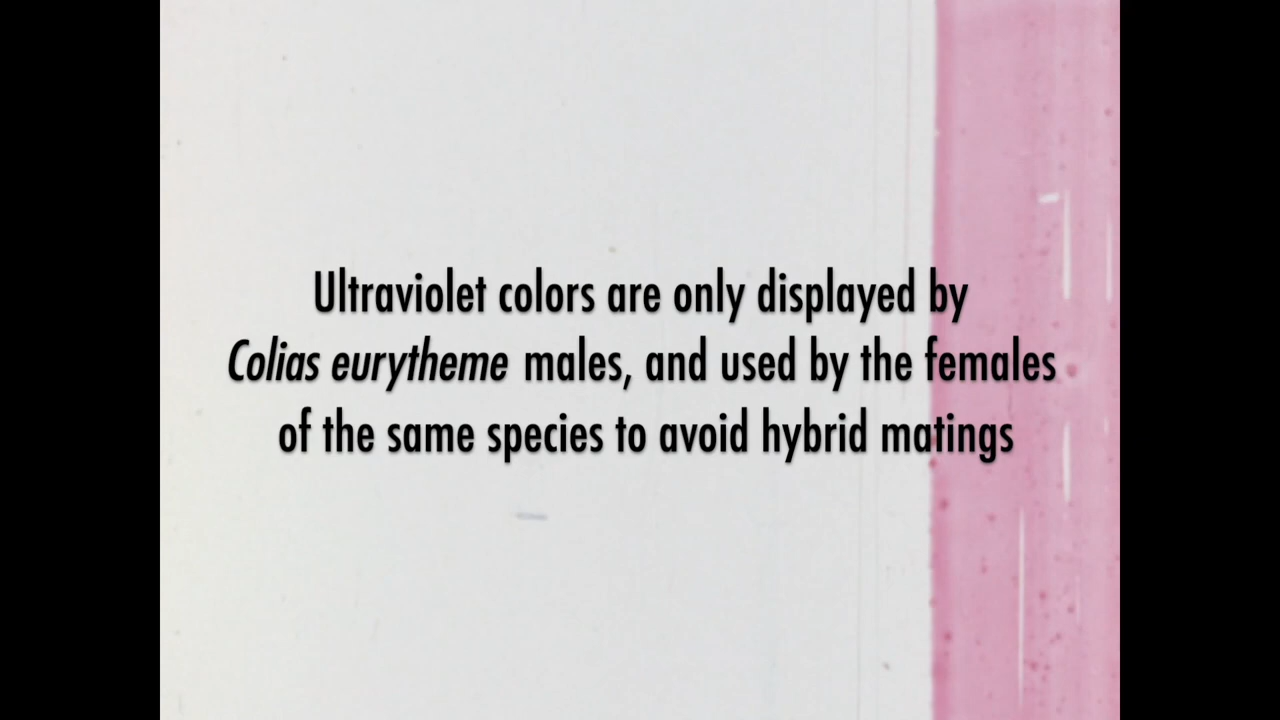 Ultraviolet colors are only displayed by
Colias eurytheme males, and used by the females
of the same species to avoid hybrid matings